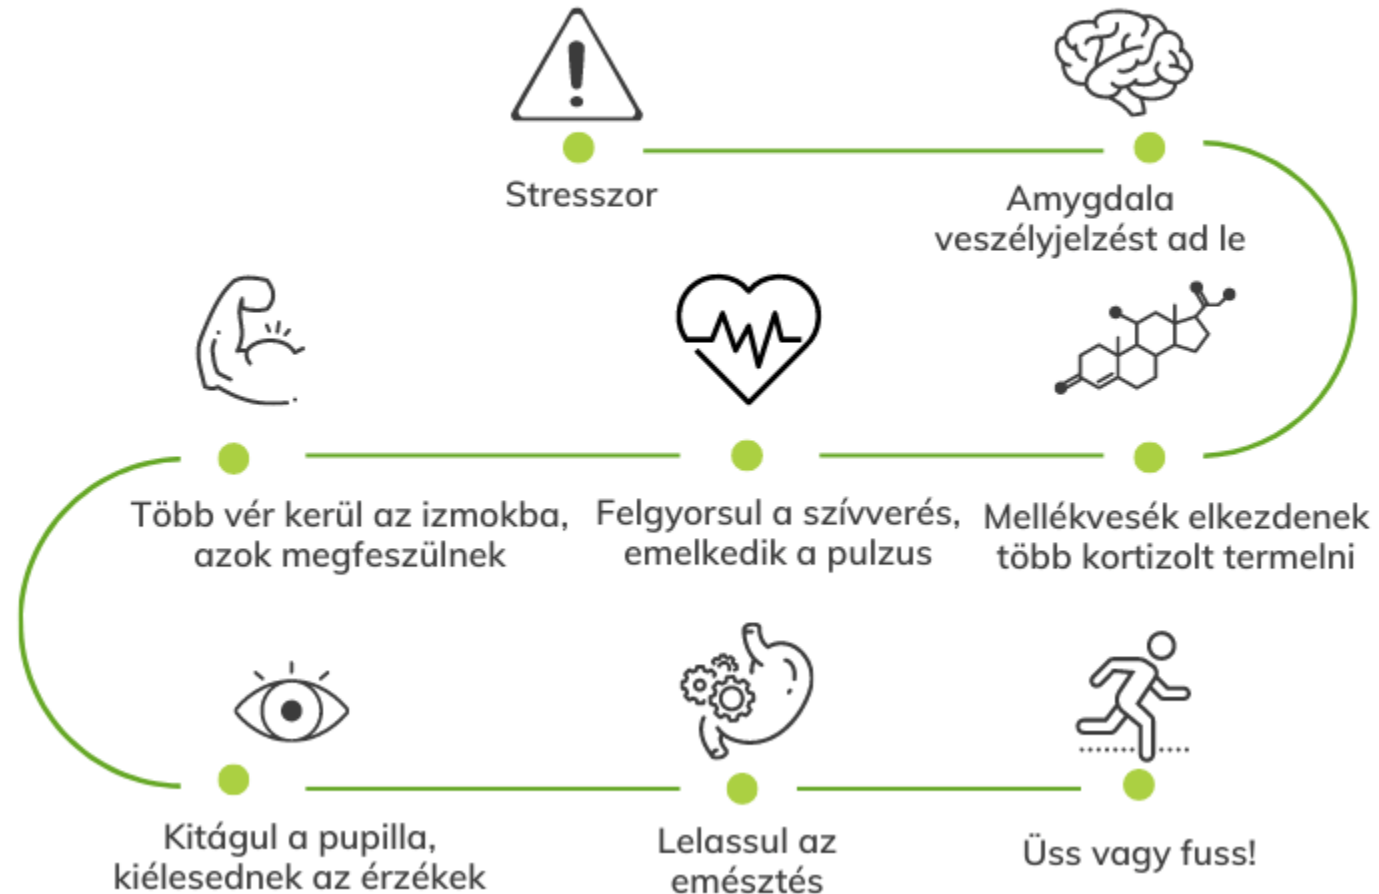 Stresszor
Amygdala
veszélyjelzést ad le
Mellékvesék elkezdenek
több kortizolt termelni
Felgyorsul a szívverés,
emelkedik a pulzus
Több vér kerül az izmokba,
azok megfeszülnek
Kitágul a pupilla,
kiélesednek az érzékek
Lelassul az
emésztés
Üss vagy fuss!